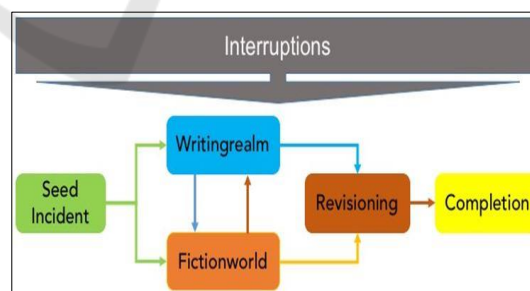 Interruptions
Writingrealm
Seed
Incident
Revisioning
Completion
Fictionworld